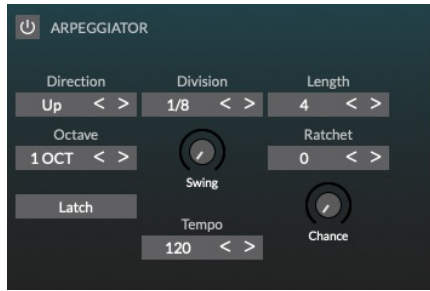 ARPEGGIATOR
Direction Division Length
Up < > 1/8 < > 4 < >
Octave Ratchet
1 OCT < > 0 < >
Swing
Latch
Tempo Chance
120 < >